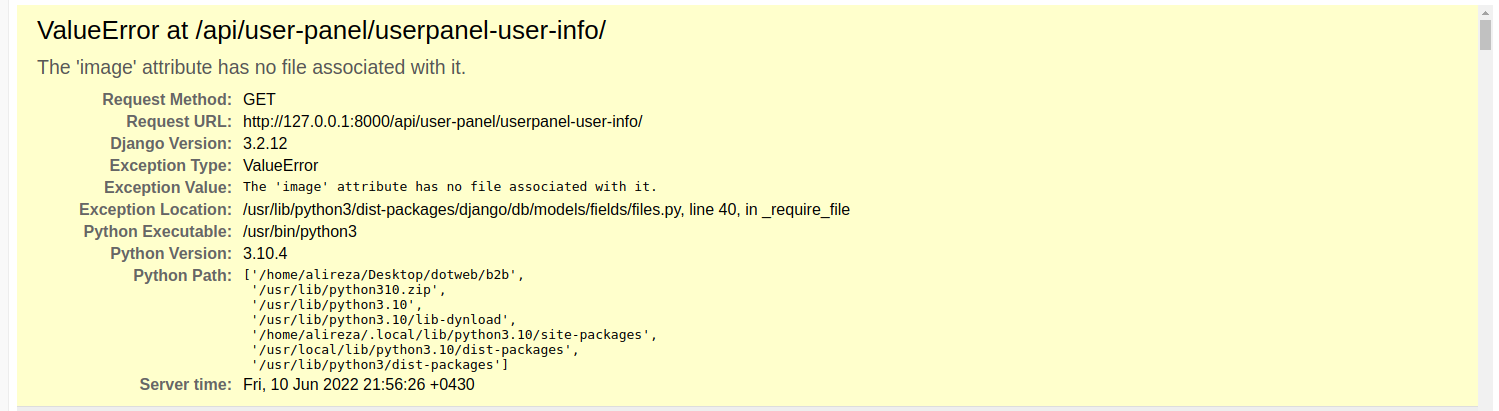 ValueError at /api/user-panel/userpanel-user-info/
The 'image' attribute has no file associated with it.
Request Method: GET
Request URL: http://127.0.0.1:8000/api/user-panel/userpanel-user-info/
Django Version: 3.2.12
Exception Type: ValueError
Exception Value: The 'image' attribute has no file associated with it.
Exception Location: /usr/lib/python3/dist-packages/django/db/models/fields/files.py, line 40, in _require_file
Python Executable: /usr/bin/python3
Python Version: 3.10.4
Python Path: ['/home/alireza/Desktop/dotweb/b2b',
'/usr/lib/python310.zip',
'/usr/lib/python3.10',
'/usr/lib/python3.10/lib-dynload',
'/home/alireza/.local/lib/python3.10/site-packages',
'/usr/local/lib/python3.10/dist-packages',
'/usr/lib/python3/dist-packages']
Server time: Fri, 10 Jun 2022 21:56:26 +0430